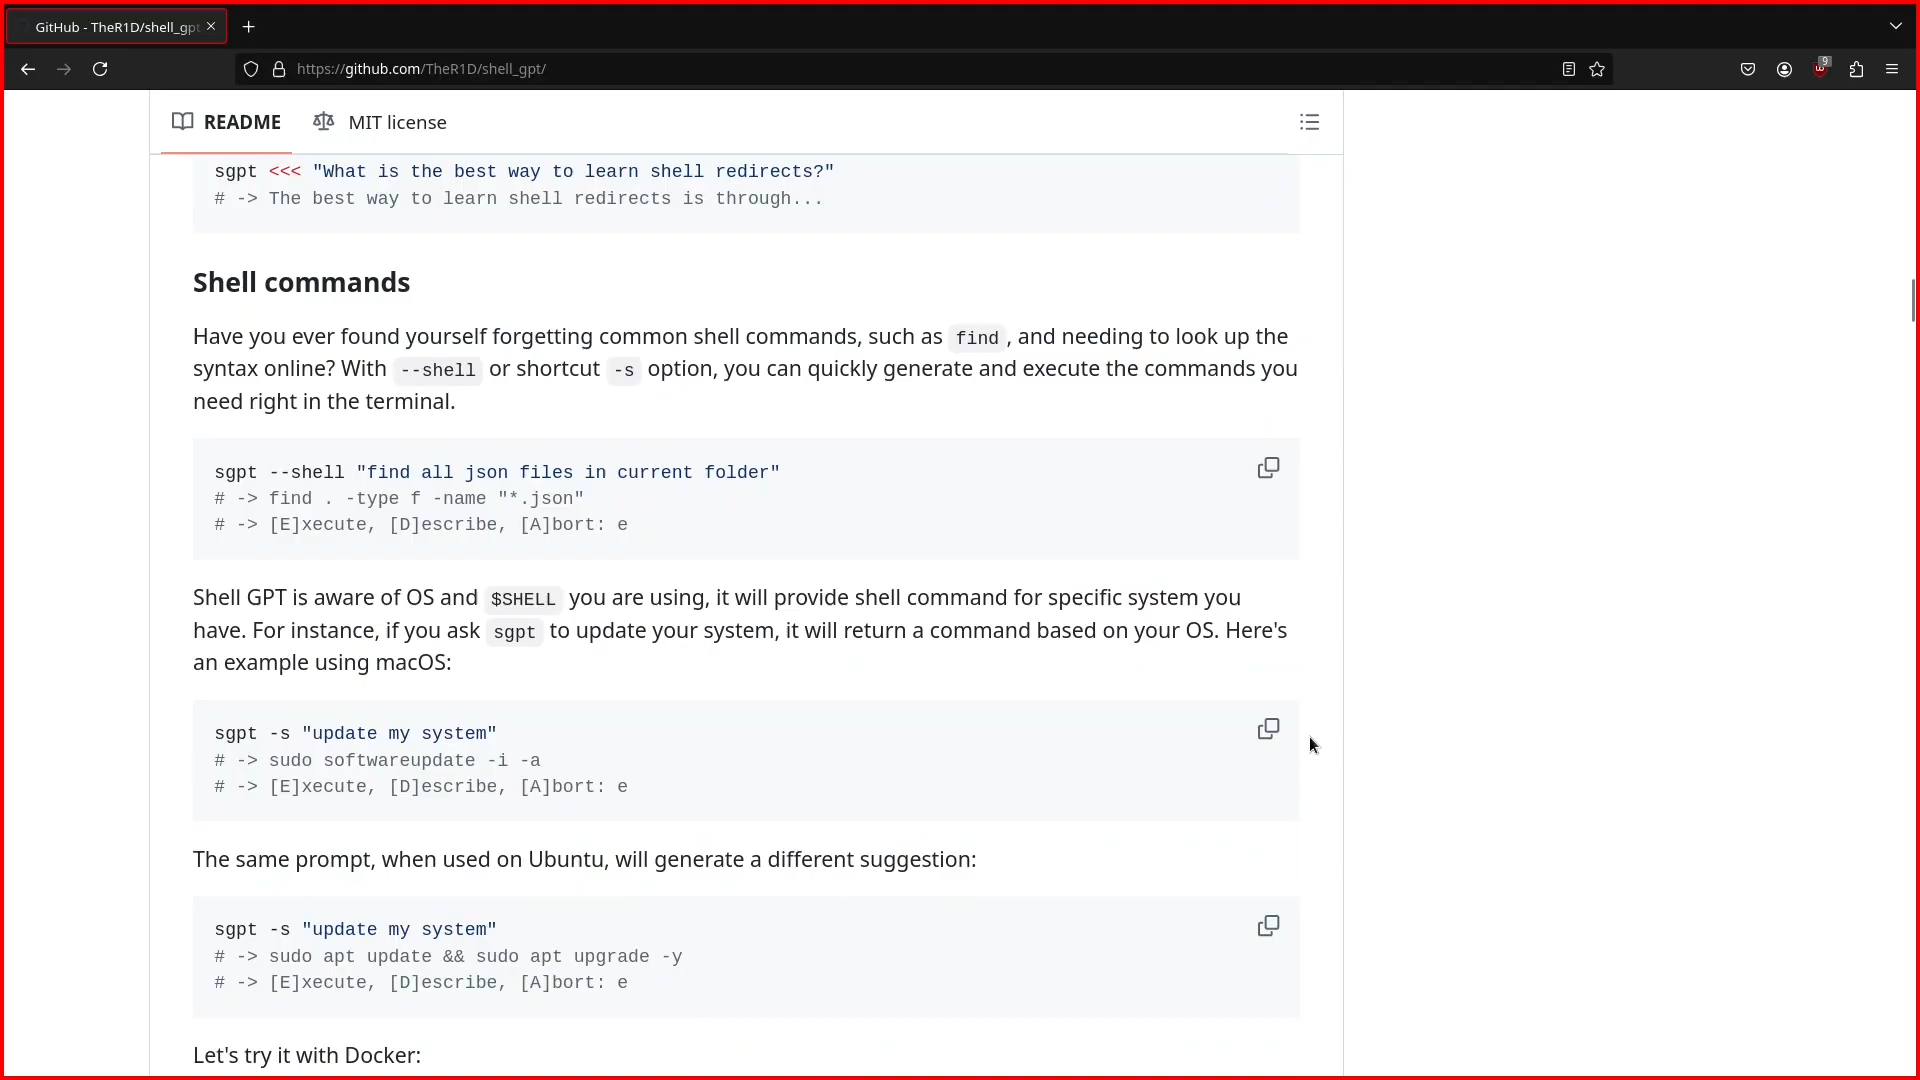 GitHub - TheR1D/shell_gpt
https://github.com/TheR1D/shell_gpt/
9
README
MIT license
sgpt <<< "What is the best way to learn shell redirects?"
# -> The best way to learn shell redirects is through...
Shell commands
Have you ever found yourself forgetting common shell commands, such as find, and needing to look up the
syntax online? With --shell or shortcut -s option, you can quickly generate and execute the commands you
need right in the terminal.
sgpt --shell "find all json files in current folder"
# -> find . -type f -name "*.json"
# -> [E]xecute, [D]escribe, [A]bort: e
Shell GPT is aware of OS and $SHELL you are using, it will provide shell command for specific system you
have. For instance, if you ask sgpt to update your system, it will return a command based on your OS. Here's
an example using macOS:
sgpt -s "update my system"
# -> sudo softwareupdate -i -a
# -> [E]xecute, [D]escribe, [A]bort: e
The same prompt, when used on Ubuntu, will generate a different suggestion:
sgpt -s "update my system"
# -> sudo apt update && sudo apt upgrade -y
# -> [E]xecute, [D]escribe, [A]bort: e
Let's try it with Docker: